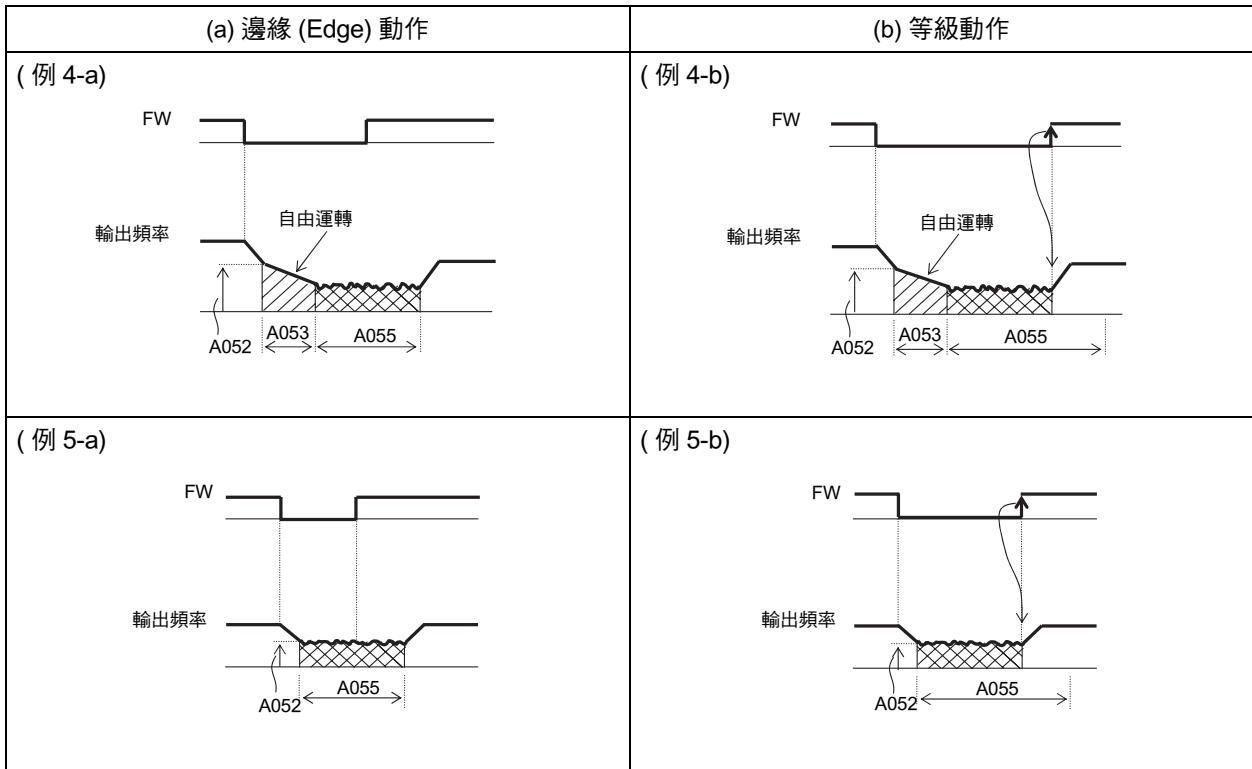 (a) 邊緣 (Edge) 動作
(b) 等級動作
( 例 4-a)
FW
輸出頻率
自由運轉
A052
A053
A055
( 例 4-b)
FW
輸出頻率
自由運轉
A052
A053
A055
( 例 5-a)
FW
輸出頻率
A052
A055
( 例 5-b)
FW
輸出頻率
A052
A055